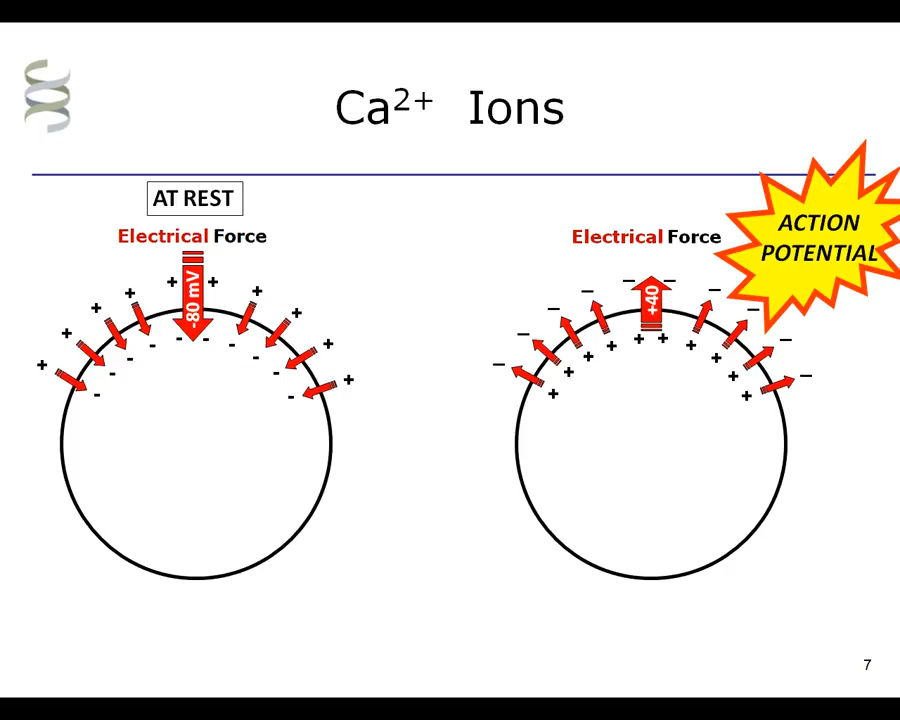 Ca²⁺ Ions
AT REST
Electrical Force
-80 mV
Electrical Force
+40
ACTION
POTENTIAL
7